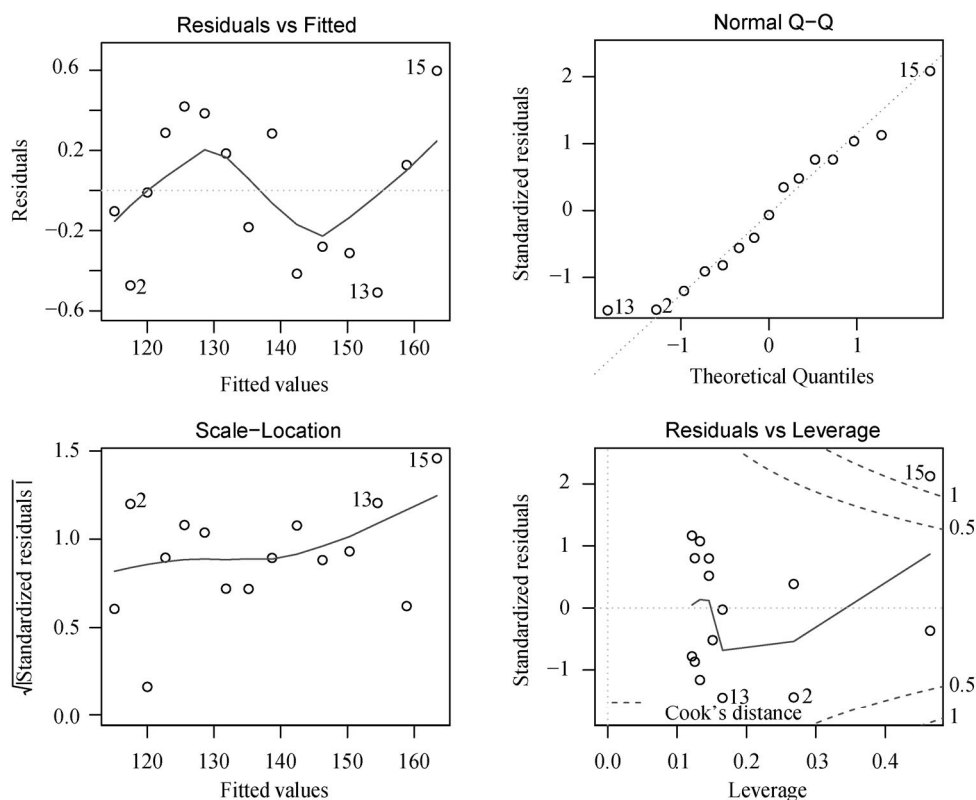 Residuals vs Fitted
Residuals
0.6
0.2
−0.2
−0.6
15
2
13
120 130 140 150 160
Fitted values
Normal Q−Q
Standardized residuals
2
1
0
−1
15
13
2
−1 0 1
Theoretical Quantiles
Scale−Location
√|Standardized residuals|
1.5
1.0
0.5
0.0
15
2
13
120 130 140 150 160
Fitted values
Residuals vs Leverage
Standardized residuals
2
1
0
−1
15
1
0.5
0.5
1
13
2
Cook's distance
0.0 0.1 0.2 0.3 0.4
Leverage